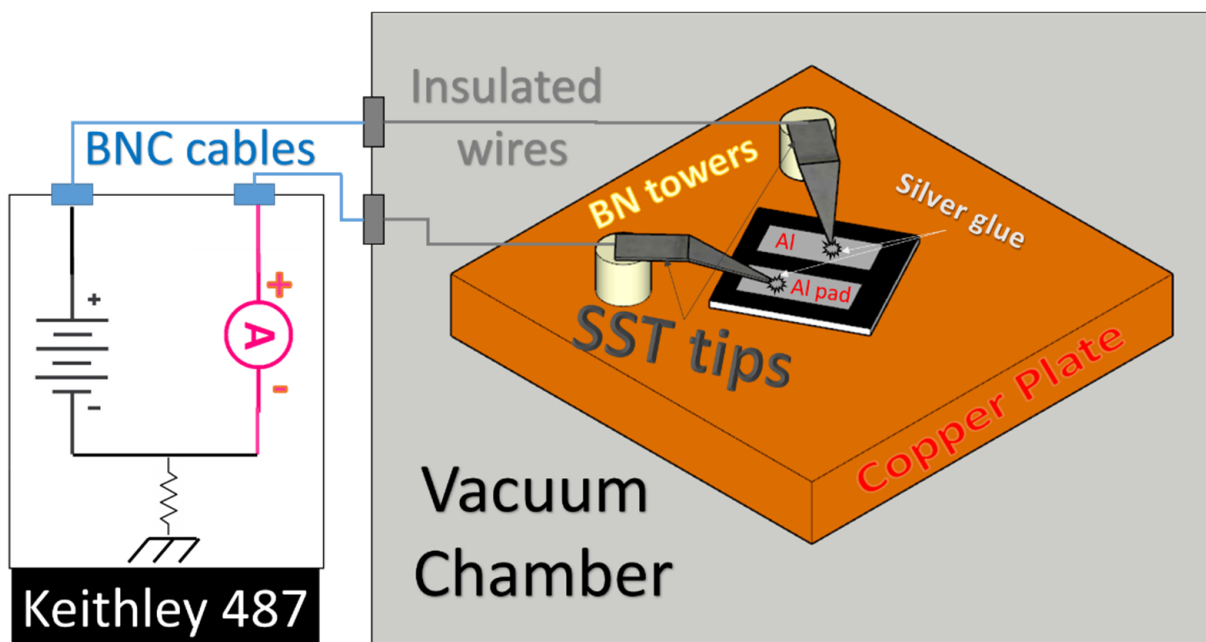 Insulated
wires
BNC cables
BN towers
Silver glue
Al
Al pad
SST tips
+
-
A
+
-
Copper Plate
Vacuum
Chamber
Keithley 487